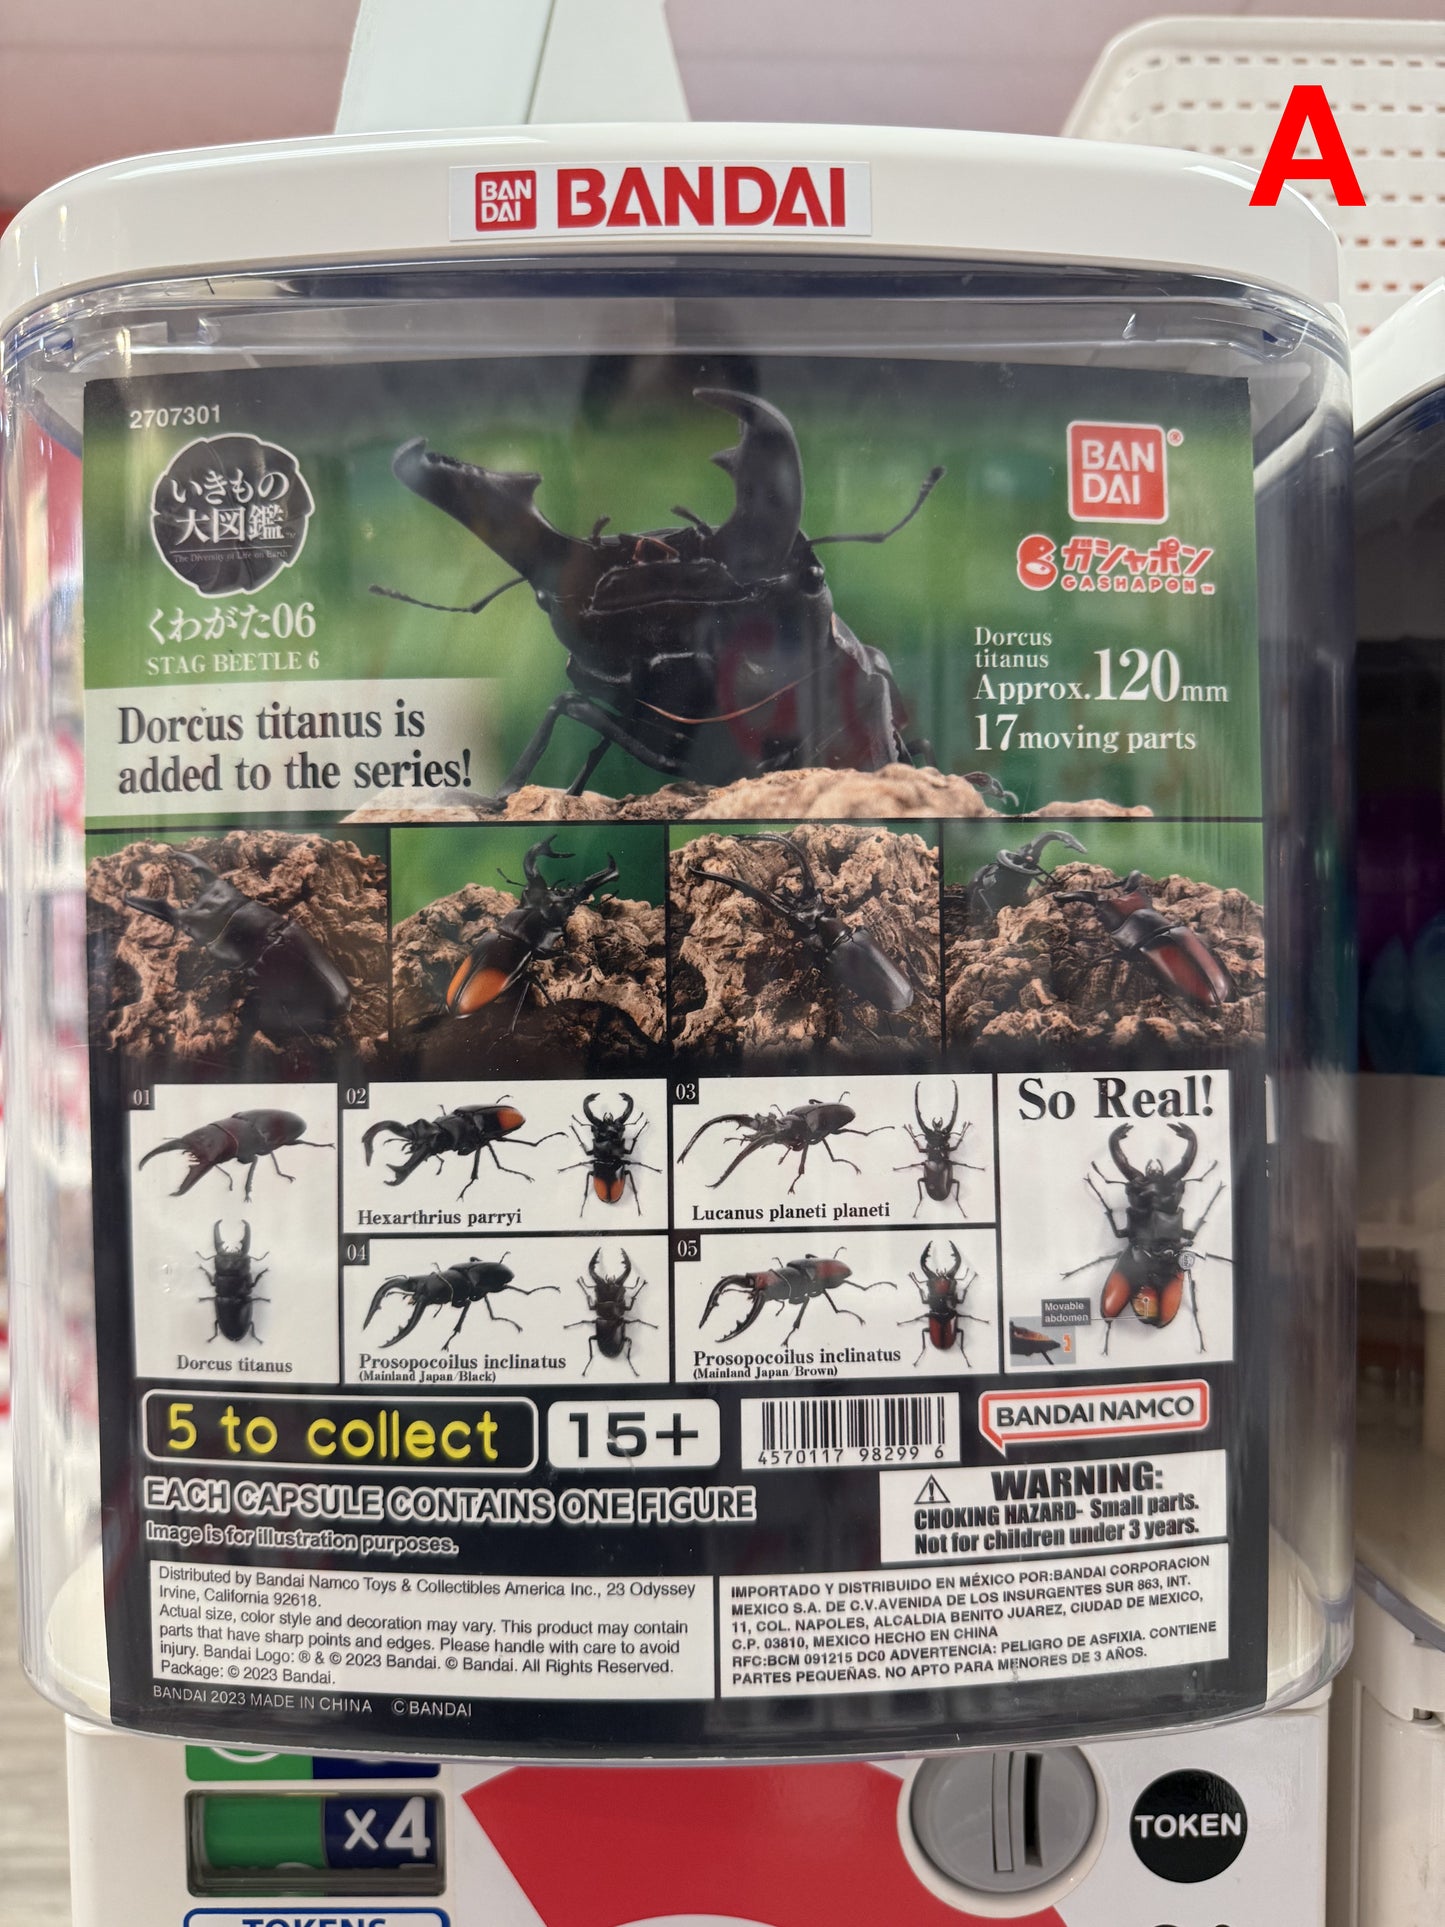 A
BAN
DAI
BANDAI
2707301
いきもの
大図鑑™
The Diversity of Life on Earth
くわがた06
STAG BEETLE 6
Dorcus titanus is
added to the series!
BAN
DAI®
ガシャポン
GASHAPON™
Dorcus
titanus
Approx.120mm
17moving parts
01
Dorcus titanus
02
Hexarthrius parryi
03
Lucanus planeti planeti
04
Prosopocoilus inclinatus
(Mainland Japan/Black)
05
Prosopocoilus inclinatus
(Mainland Japan/Brown)
So Real!
Movable
abdomen
5 to collect
15+
4570117 98299 6
BANDAI NAMCO
EACH CAPSULE CONTAINS ONE FIGURE
Image is for illustration purposes.
WARNING:
CHOKING HAZARD- Small parts.
Not for children under 3 years.
Distributed by Bandai Namco Toys & Collectibles America Inc., 23 Odyssey
Irvine, California 92618.
Actual size, color style and decoration may vary. This product may contain
parts that have sharp points and edges. Please handle with care to avoid
injury. Bandai Logo: ® & © 2023 Bandai. © Bandai. All Rights Reserved.
Package: © 2023 Bandai.
IMPORTADO Y DISTRIBUIDO EN MÉXICO POR:BANDAI CORPORACION
MEXICO S.A. DE C.V.AVENIDA DE LOS INSURGENTES SUR 863, INT.
11, COL. NAPOLES, ALCALDIA BENITO JUAREZ, CIUDAD DE MEXICO,
C.P. 03810, MEXICO HECHO EN CHINA
RFC:BCM 091215 DC0 ADVERTENCIA: PELIGRO DE ASFIXIA. CONTIENE
PARTES PEQUEÑAS. NO APTO PARA MENORES DE 3 AÑOS.
BANDAI 2023 MADE IN CHINA ©BANDAI
x4
TOKEN
TOKENS